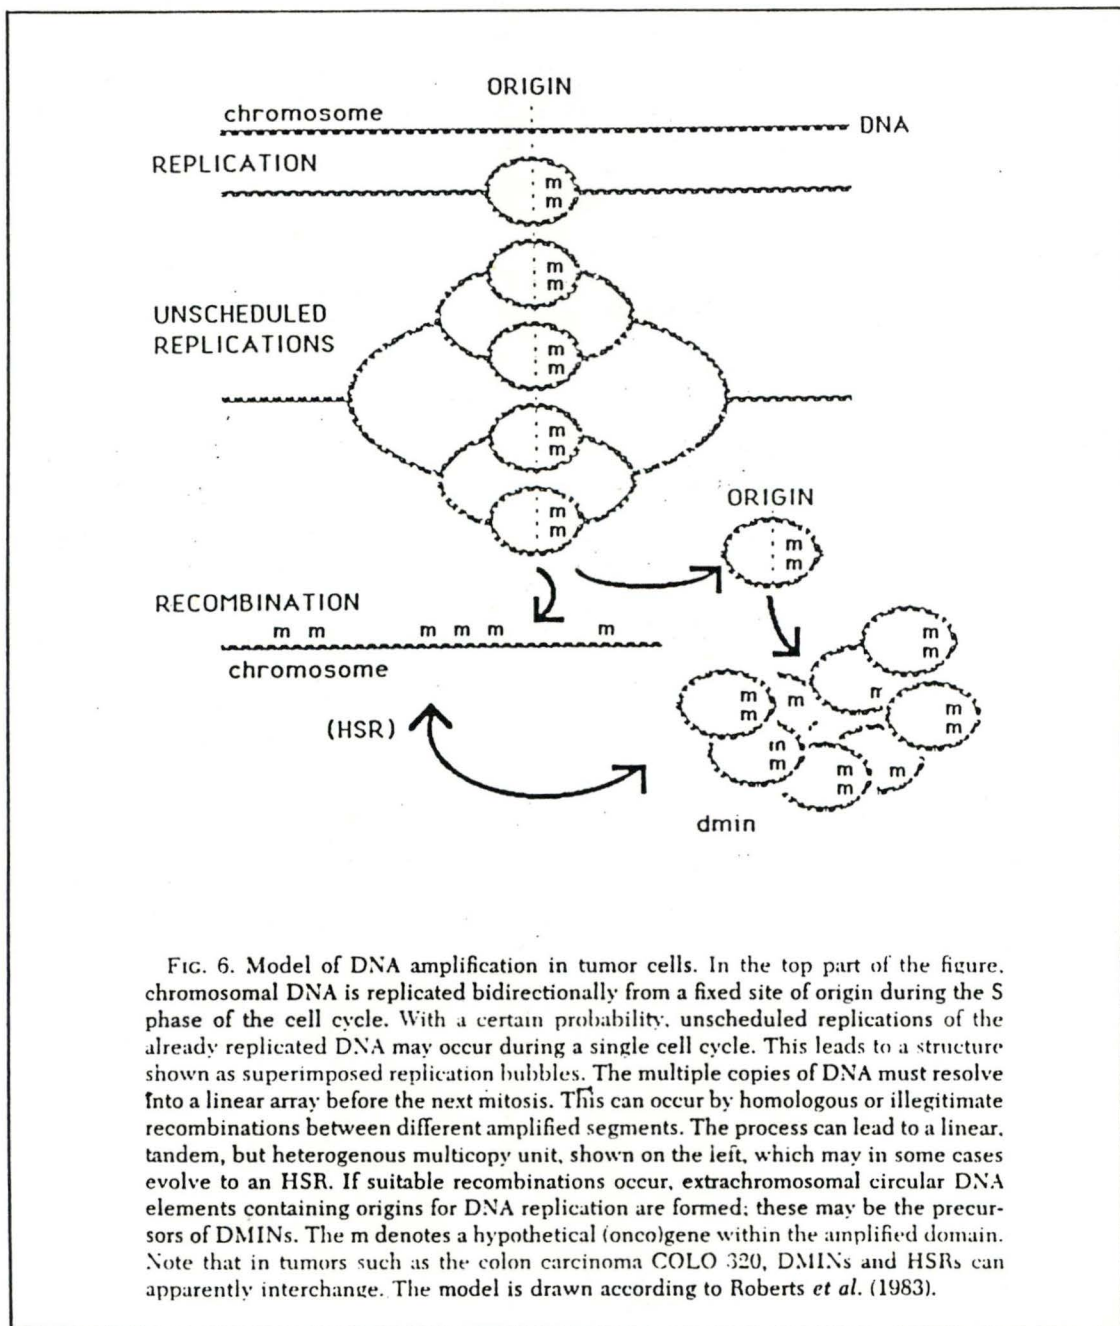 ORIGIN
chromosome
DNA
REPLICATION
m
m
m
m
UNSCHEDULED
REPLICATIONS
m
m
m
m
m
m
ORIGIN
m
m
RECOMBINATION
m m m m m m
chromosome
(HSR)
m
m
m
m
m
m
m
m
m
m
m
m
dmin
FIG. 6. Model of DNA amplification in tumor cells. In the top part of the figure,
chromosomal DNA is replicated bidirectionally from a fixed site of origin during the S
phase of the cell cycle. With a certain probability, unscheduled replications of the
already replicated DNA may occur during a single cell cycle. This leads to a structure
shown as superimposed replication bubbles. The multiple copies of DNA must resolve
into a linear array before the next mitosis. This can occur by homologous or illegitimate
recombinations between different amplified segments. The process can lead to a linear,
tandem, but heterogenous multicopy unit, shown on the left, which may in some cases
evolve to an HSR. If suitable recombinations occur, extrachromosomal circular DNA
elements containing origins for DNA replication are formed; these may be the precur-
sors of DMINs. The m denotes a hypothetical (onco)gene within the amplified domain.
Note that in tumors such as the colon carcinoma COLO 320, DMINs and HSRs can
apparently interchange. The model is drawn according to Roberts et al. (1983).